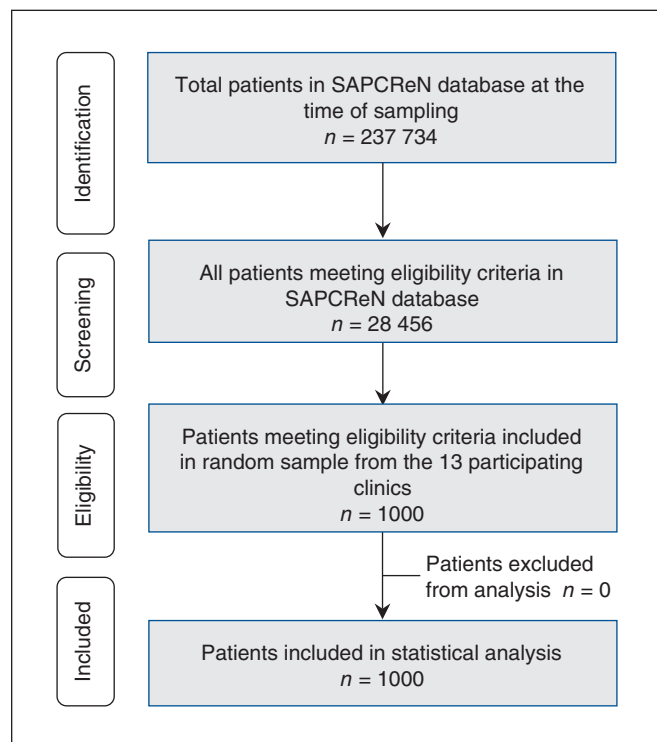 Identification
Total patients in SAPCReN database at the
time of sampling
n = 237 734
Screening
All patients meeting eligibility criteria in
SAPCReN database
n = 28 456
Eligibility
Patients meeting eligibility criteria included
in random sample from the 13 participating
clinics
n = 1000
Patients excluded
from analysis n = 0
Included
Patients included in statistical analysis
n = 1000